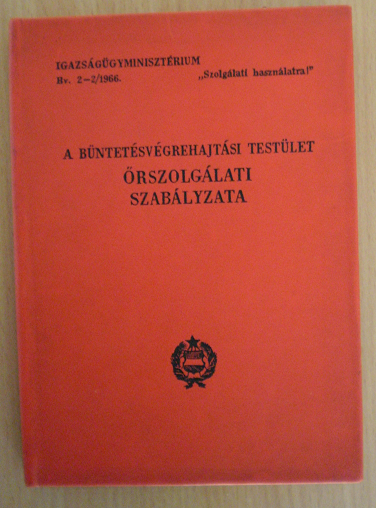 IGAZSÁGÜGYMINISZTÉRIUM
Bv. 2-2/1966. „Szolgálati használatra!"
A BÜNTETÉSVÉGREHAJTÁSI TESTÜLET
ŐRSZOLGÁLATI
SZABÁLYZATA